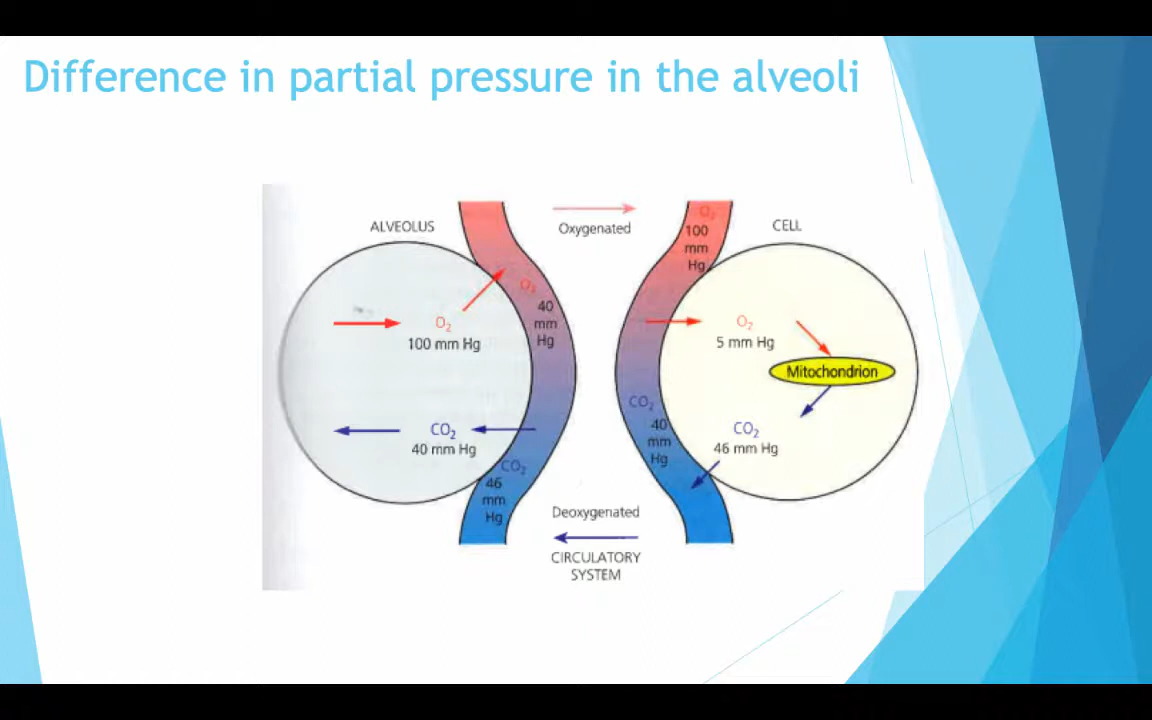 Difference in partial pressure in the alveoli
ALVEOLUS
O₂
100 mm Hg
CO₂
40 mm Hg
O₂
40
mm
Hg
CO₂
46
mm
Hg
Oxygenated
Deoxygenated
CIRCULATORY
SYSTEM
O₂
100
mm
Hg
CO₂
40
mm
Hg
CELL
O₂
5 mm Hg
Mitochondrion
CO₂
46 mm Hg